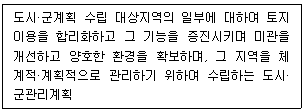 도시·군계획 수립 대상지역의 일부에 대하여 토지
이용을 합리화하고 그 기능을 증진시키며 미관을
개선하고 양호한 환경을 확보하며, 그 지역을 체
계적·계획적으로 관리하기 위하여 수립하는 도시·
군관리계획